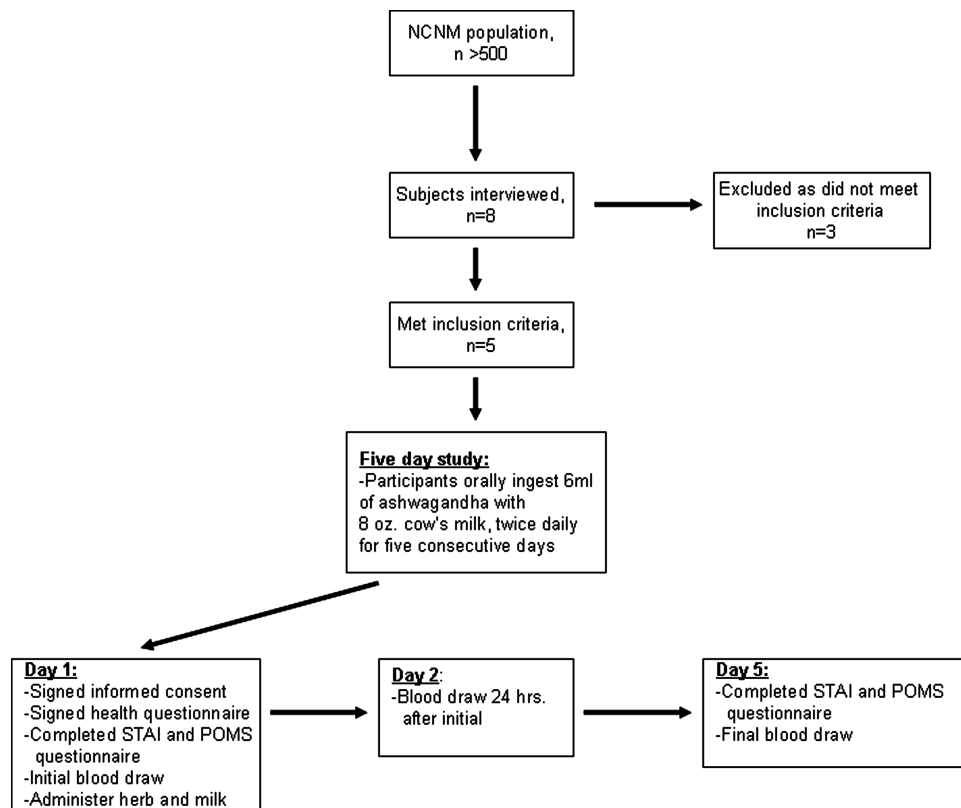 NCNM population,
n >500
Subjects interviewed,
n=8
Excluded as did not meet
inclusion criteria
n=3
Met inclusion criteria,
n=5
Five day study:
-Participants orally ingest 6ml
of ashwagandha with
8 oz. cow's milk, twice daily
for five consecutive days
Day 1:
-Signed informed consent
-Signed health questionnaire
-Completed STAI and POMS
questionnaire
-Initial blood draw
-Administer herb and milk
Day 2:
-Blood draw 24 hrs.
after initial
Day 5:
-Completed STAI and POMS
questionnaire
-Final blood draw